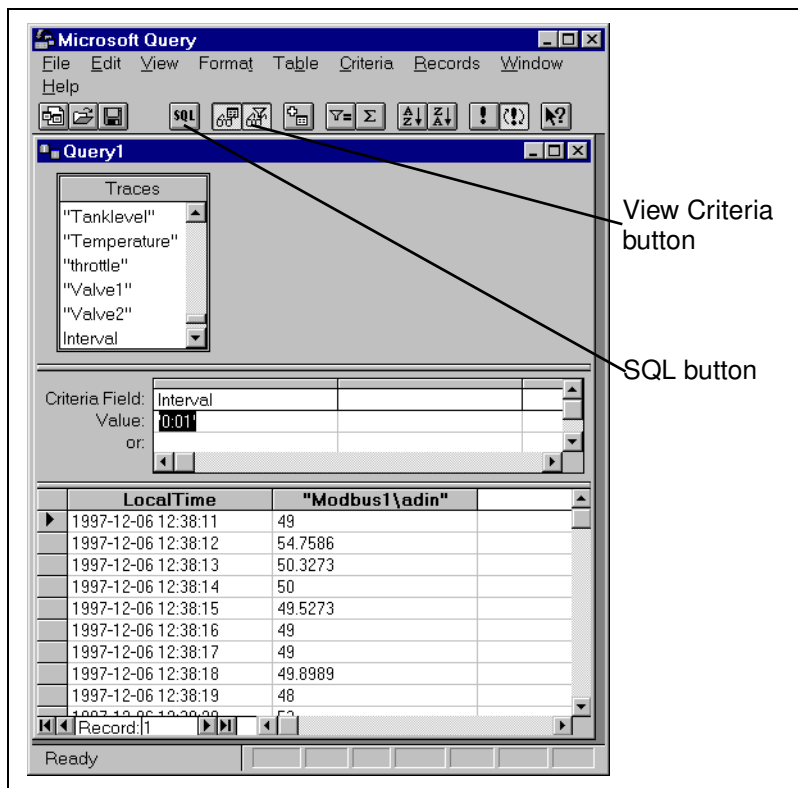 Microsoft Query
File Edit View Format Table Criteria Records Window
Help
SQL
Query1
Traces
"Tanklevel"
"Temperature"
"throttle"
"Valve1"
"Valve2"
Interval
View Criteria
button
SQL button
Criteria Field: Interval
Value: '0:01'
or:
LocalTime "Modbus1\adin"
1997-12-06 12:38:11 49
1997-12-06 12:38:12 54.7586
1997-12-06 12:38:13 50.3273
1997-12-06 12:38:14 50
1997-12-06 12:38:15 49.5273
1997-12-06 12:38:16 49
1997-12-06 12:38:17 49
1997-12-06 12:38:18 49.8989
1997-12-06 12:38:19 48
Record: 1
Ready